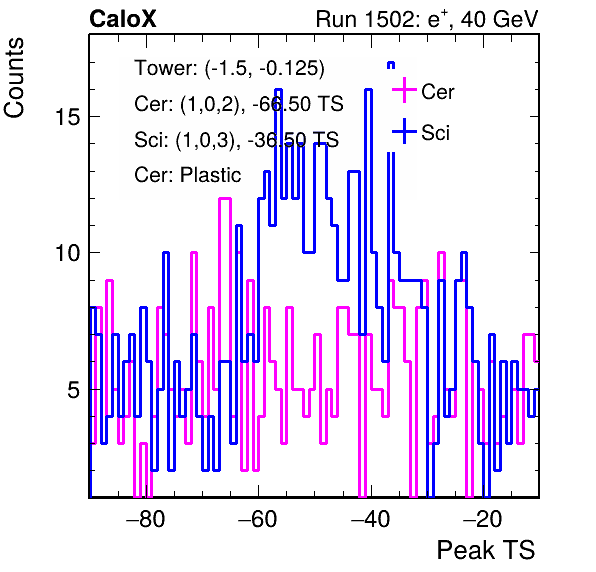 CaloX Run 1502: e⁺, 40 GeV
Counts
Tower: (-1.5, -0.125)
Cer: (1,0,2), -66.50 TS
Sci: (1,0,3), -36.50 TS
Cer: Plastic
Cer
Sci
15
10
5
−80 −60 −40 −20
Peak TS